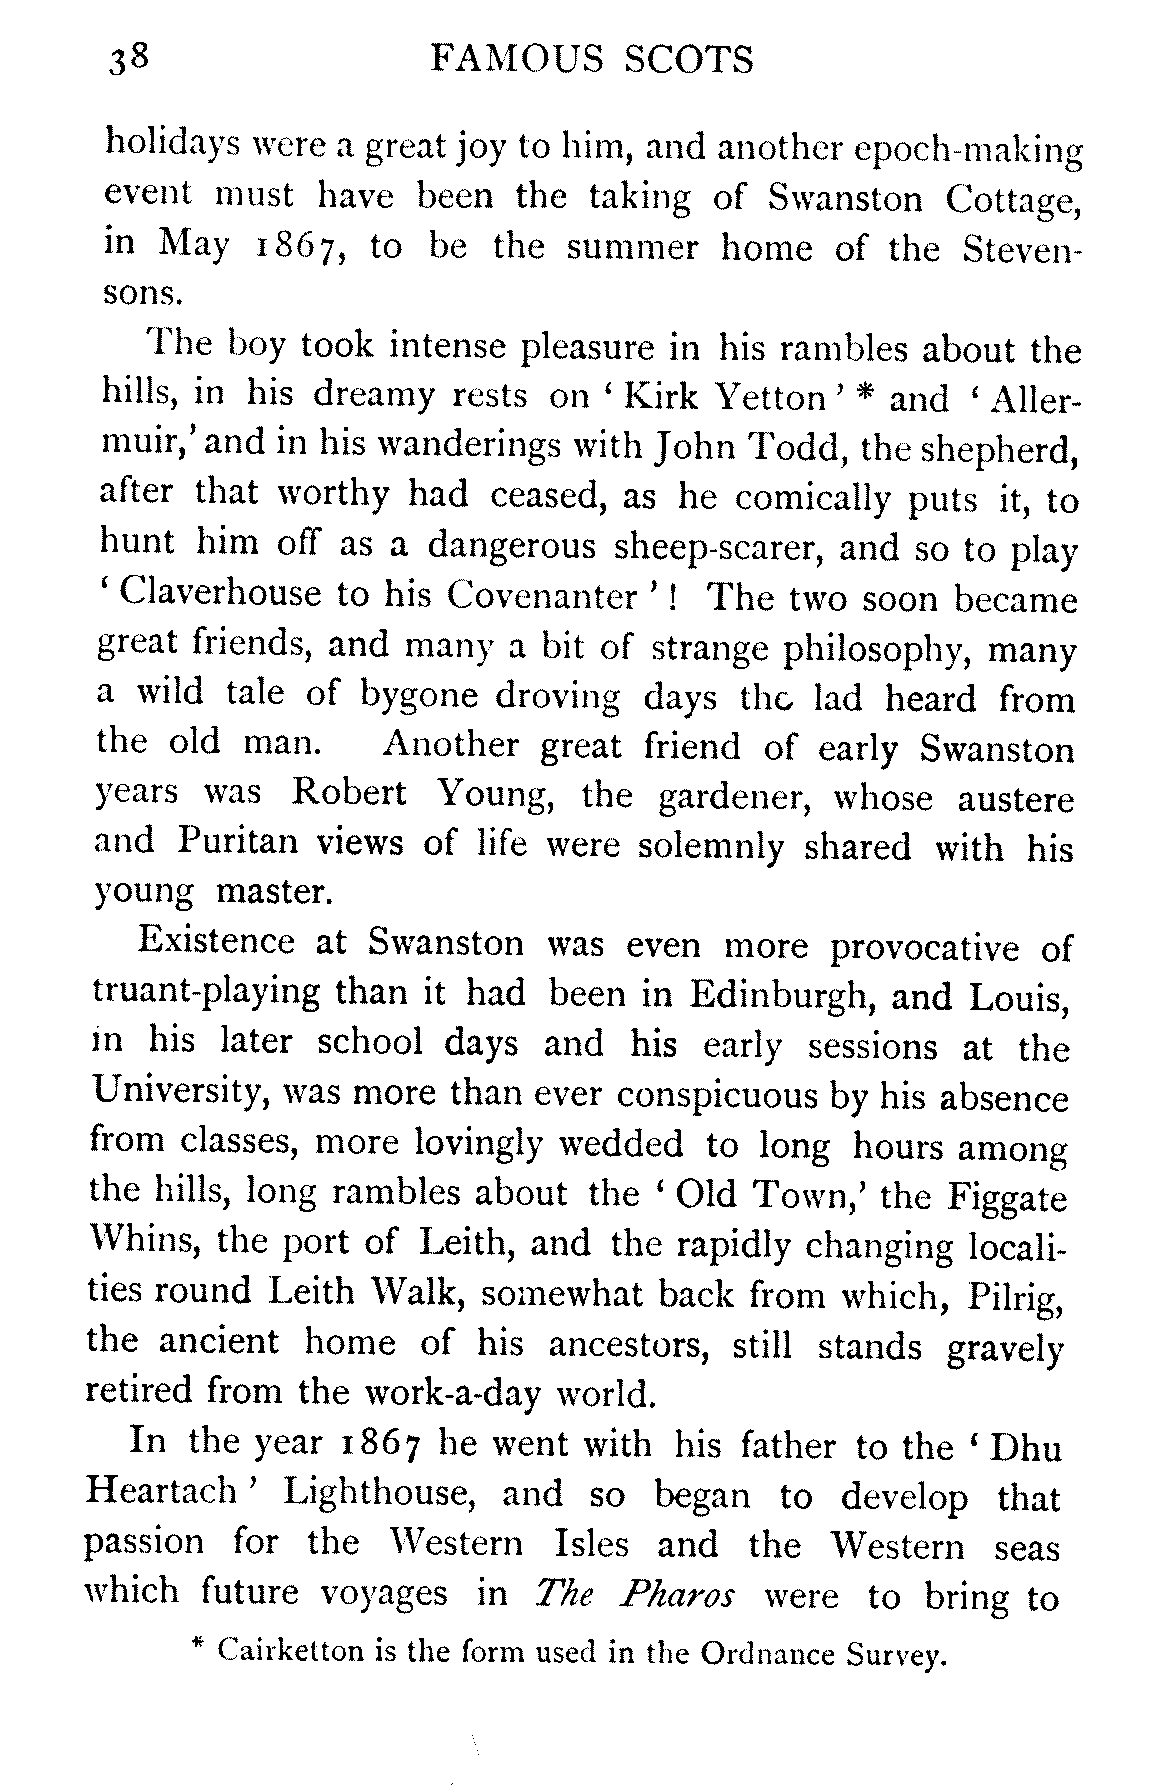 38 FAMOUS SCOTS
holidays were a great joy to him, and another epoch-making
event must have been the taking of Swanston Cottage,
in May 1867, to be the summer home of the Steven-
sons.
The boy took intense pleasure in his rambles about the
hills, in his dreamy rests on ‘ Kirk Yetton ’ * and ‘ Aller-
muir,’ and in his wanderings with John Todd, the shepherd,
after that worthy had ceased, as he comically puts it, to
hunt him off as a dangerous sheep-scarer, and so to play
‘ Claverhouse to his Covenanter ’ ! The two soon became
great friends, and many a bit of strange philosophy, many
a wild tale of bygone droving days the lad heard from
the old man. Another great friend of early Swanston
years was Robert Young, the gardener, whose austere
and Puritan views of life were solemnly shared with his
young master.
Existence at Swanston was even more provocative of
truant-playing than it had been in Edinburgh, and Louis,
in his later school days and his early sessions at the
University, was more than ever conspicuous by his absence
from classes, more lovingly wedded to long hours among
the hills, long rambles about the ‘ Old Town,’ the Figgate
Whins, the port of Leith, and the rapidly changing locali-
ties round Leith Walk, somewhat back from which, Pilrig,
the ancient home of his ancestors, still stands gravely
retired from the work-a-day world.
In the year 1867 he went with his father to the ‘ Dhu
Heartach ’ Lighthouse, and so began to develop that
passion for the Western Isles and the Western seas
which future voyages in The Pharos were to bring to
* Cairketton is the form used in the Ordnance Survey.